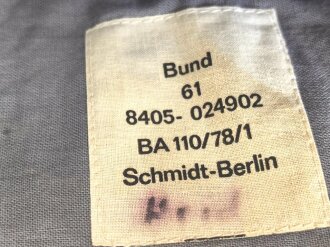 Bund
61
8405- 024902
BA 110/78/1
Schmidt-Berlin